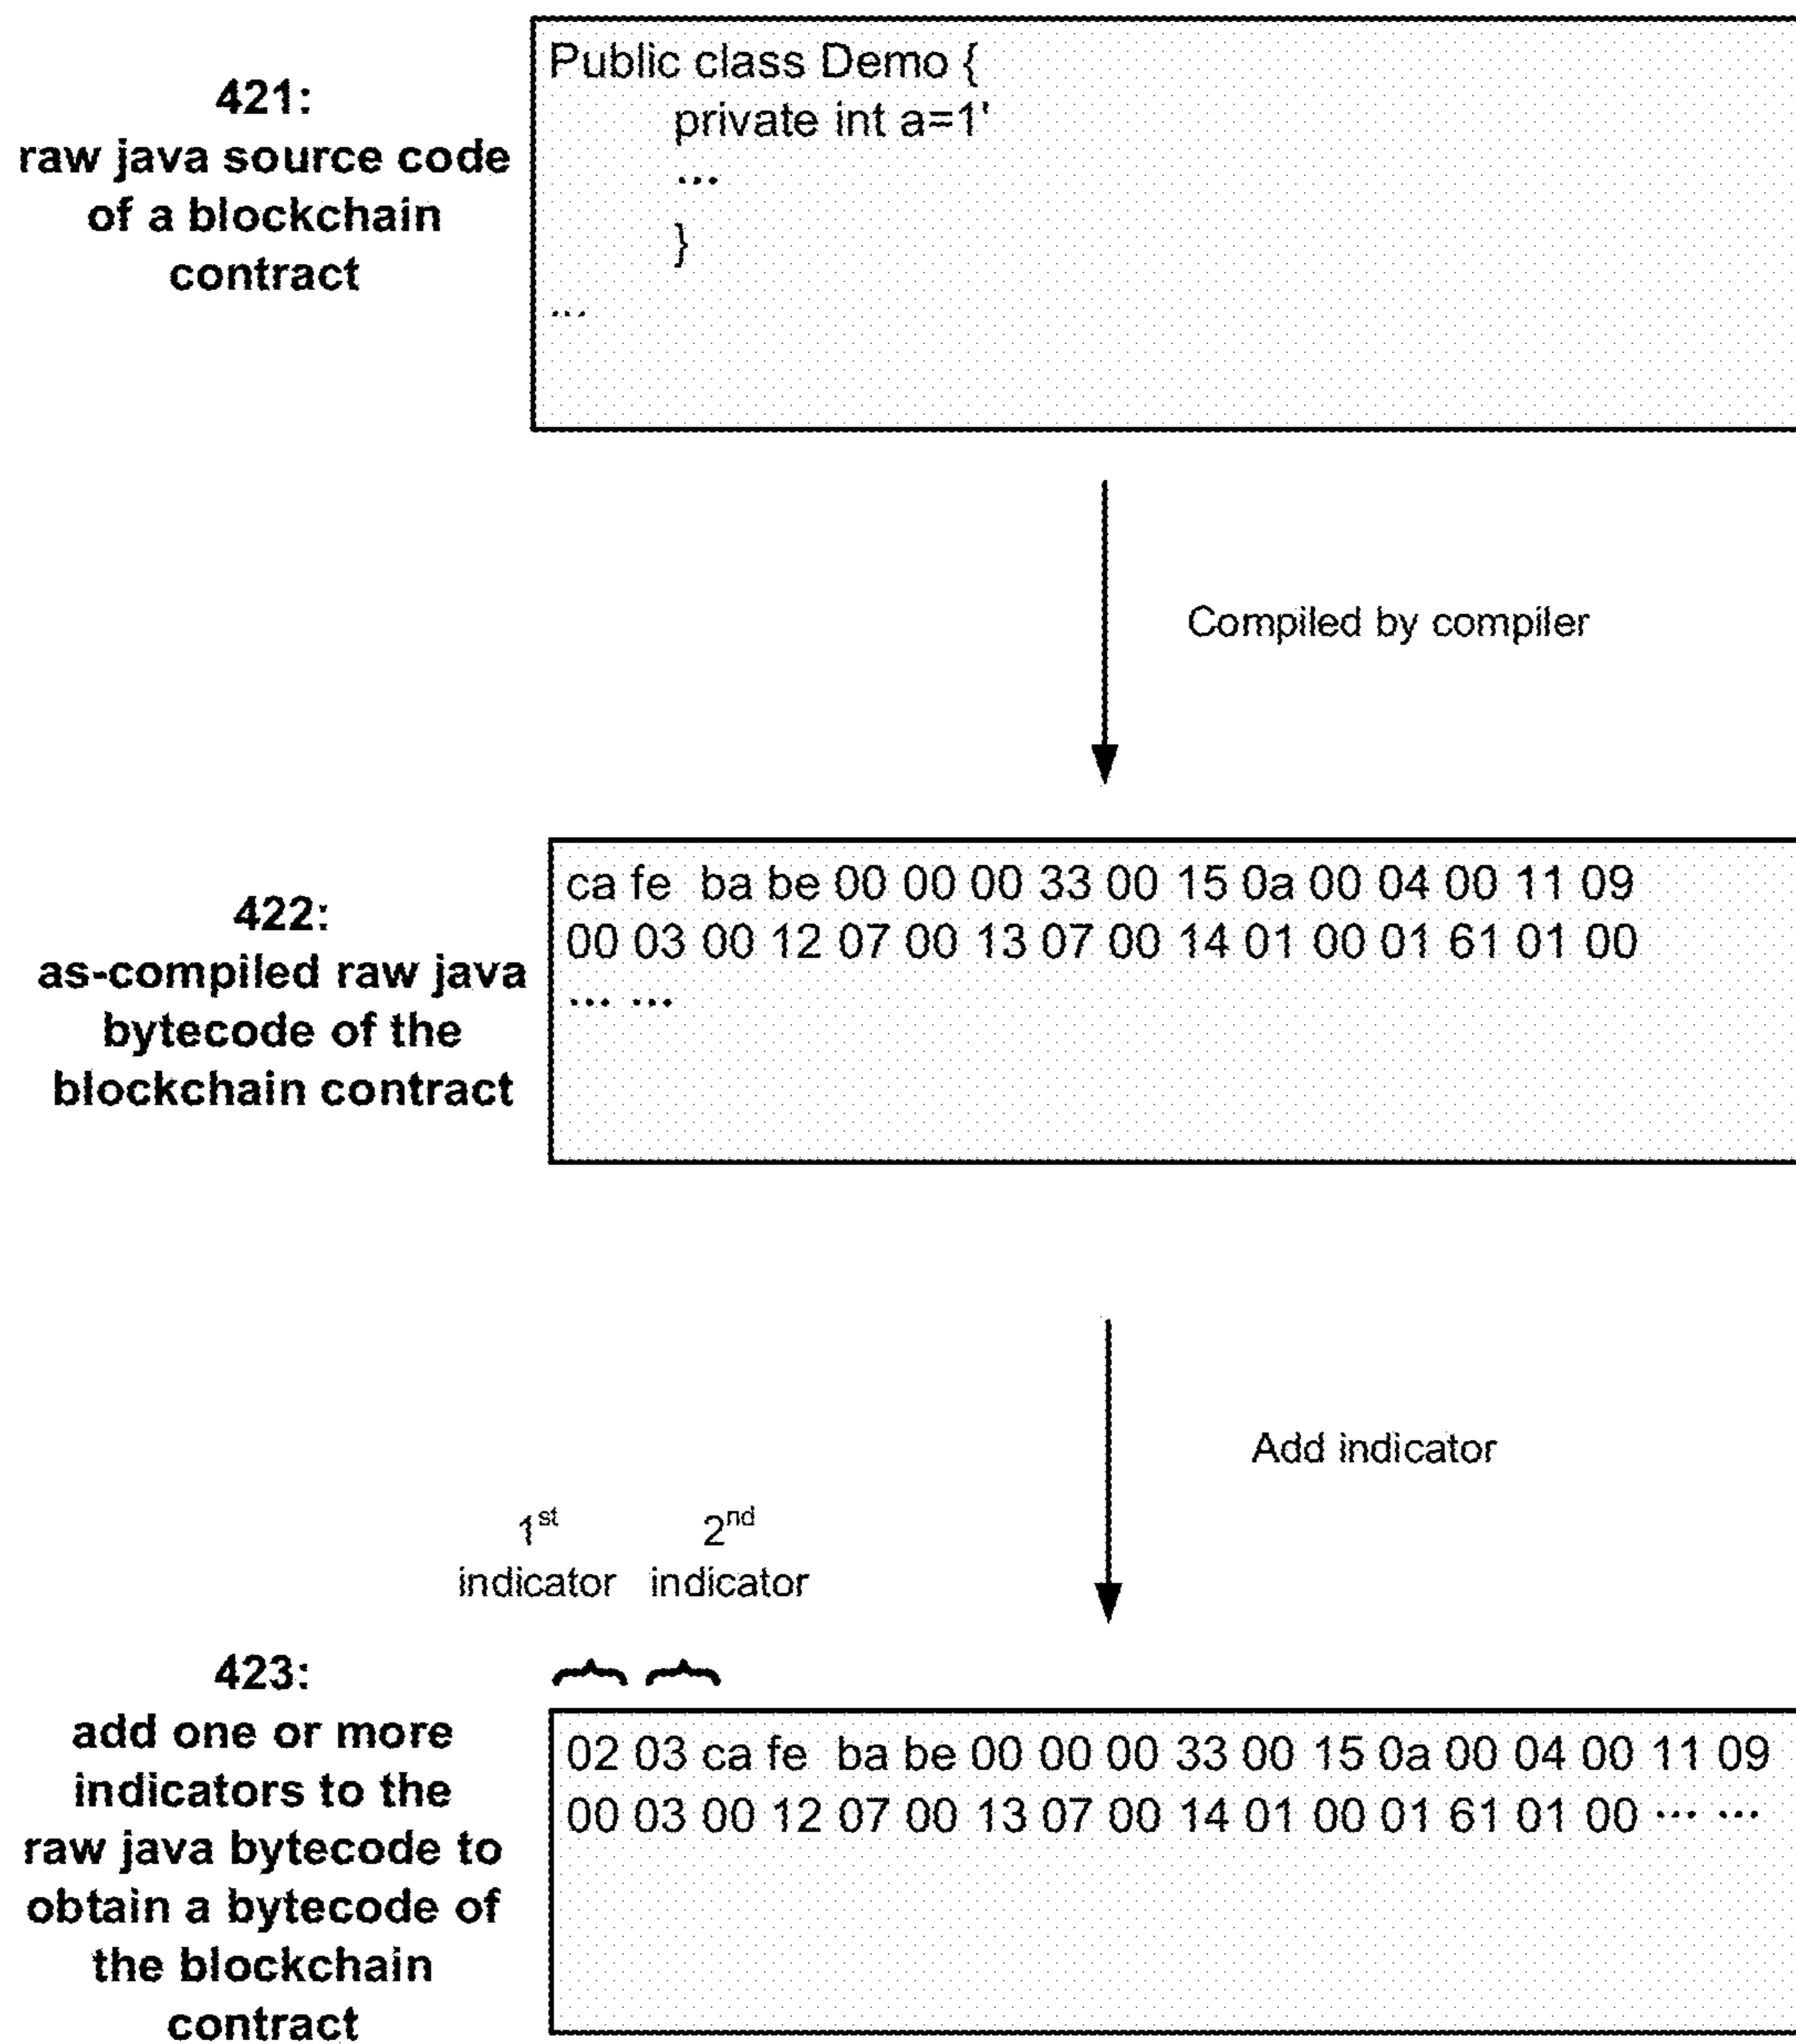 421:
raw java source code
of a blockchain
contract
Public class Demo {
private int a=1'
...
}
...
Compiled by compiler
422:
as-compiled raw java
bytecode of the
blockchain contract
ca fe ba be 00 00 00 33 00 15 0a 00 04 00 11 09
00 03 00 12 07 00 13 07 00 14 01 00 01 61 01 00
... ...
Add indicator
1st
indicator
2nd
indicator
423:
add one or more
indicators to the
raw java bytecode to
obtain a bytecode of
the blockchain
contract
02 03 ca fe ba be 00 00 00 33 00 15 0a 00 04 00 11 09
00 03 00 12 07 00 13 07 00 14 01 00 01 61 01 00 ... ...